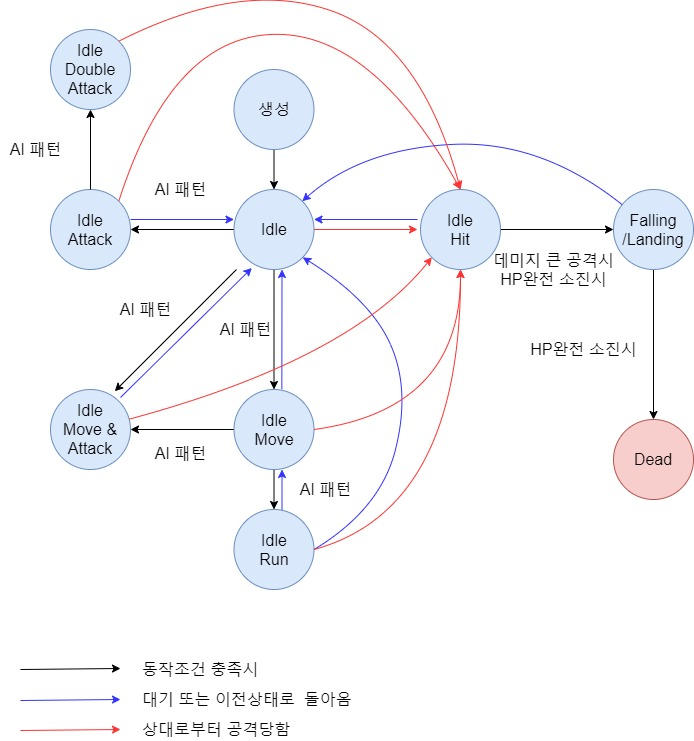 Idle
Double
Attack
생성
AI 패턴
AI 패턴
Idle
Attack
Idle
Idle
Hit
Falling
/Landing
데미지 큰 공격시
HP완전 소진시
AI 패턴
AI 패턴
HP완전 소진시
Idle
Move &
Attack
Idle
Move
AI 패턴
Dead
AI 패턴
Idle
Run
동작조건 충족시
대기 또는 이전상태로 돌아옴
상대로부터 공격당함